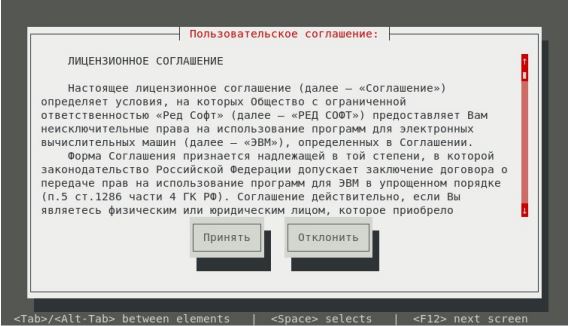 Пользовательское соглашение:
ЛИЦЕНЗИОННОЕ СОГЛАШЕНИЕ
Настоящее лицензионное соглашение (далее – «Соглашение»)
определяет условия, на которых Общество с ограниченной
ответственностью «Ред Софт» (далее – «РЕД СОФТ») предоставляет Вам
неисключительные права на использование программ для электронных
вычислительных машин (далее – «ЭВМ»), определенных в Соглашении.
Форма Соглашения признается надлежащей в той степени, в которой
законодательство Российской Федерации допускает заключение договора о
передаче прав на использование программ для ЭВМ в упрощенном порядке
(п.5 ст.1286 части 4 ГК РФ). Соглашение действительно, если Вы
являетесь физическим или юридическим лицом, которое приобрело
Принять Отклонить
<Tab>/<Alt-Tab> between elements | <Space> selects | <F12> next screen